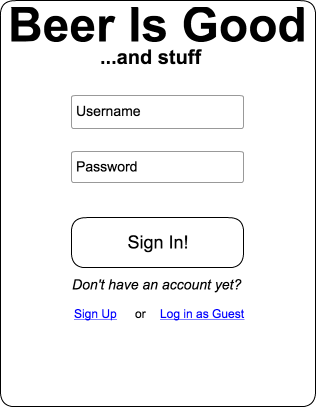 Beer Is Good
...and stuff
Username
Password
Sign In!
Don't have an account yet?
Sign Up or Log in as Guest